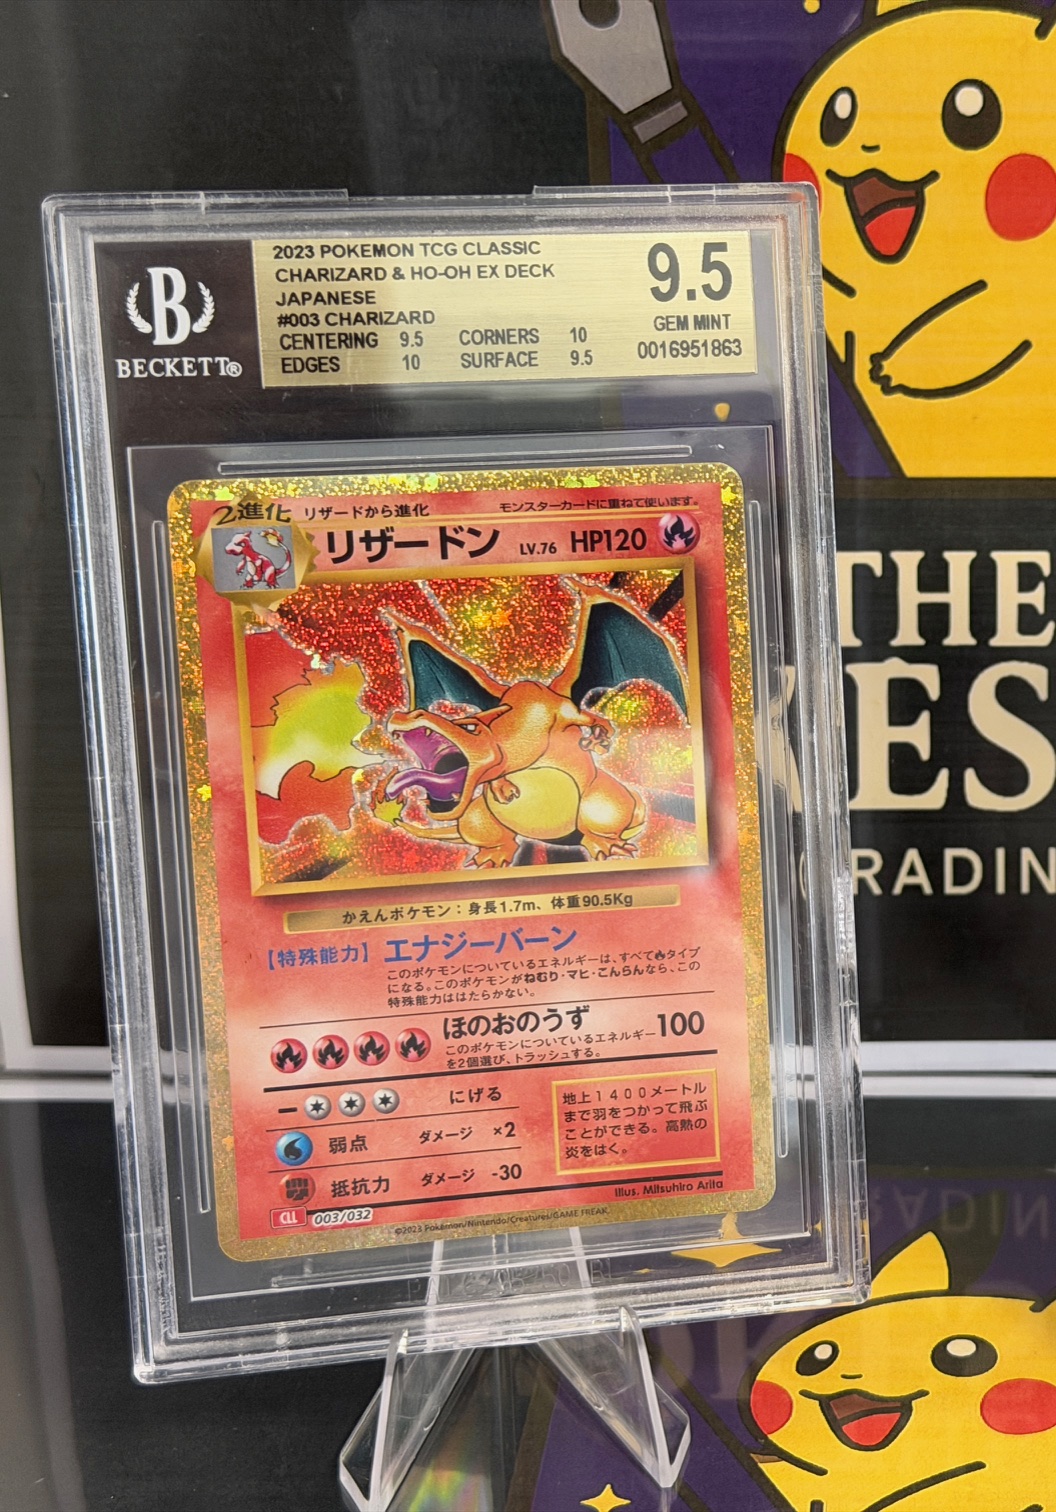 2023 POKEMON TCG CLASSIC
CHARIZARD & HO-OH EX DECK
JAPANESE
#003 CHARIZARD
CENTERING 9.5 CORNERS 10
EDGES 10 SURFACE 9.5
9.5
GEM MINT
0016951863
B
BECKETT®
2進化 リザードから進化 モンスターカードに重ねて使います。
リザードン LV.76 HP120
かえんポケモン：身長1.7m、体重90.5Kg
【特殊能力】 エナジーバーン
このポケモンについているエネルギーは、すべて タイプ
になる。このポケモンがねむり・マヒ・こんらんなら、この
特殊能力ははたらかない。
ほのおのうず 100
このポケモンについているエネルギー
を2個選び、トラッシュする。
にげる
弱点 ダメージ ×2
抵抗力 ダメージ -30
地上1400メートル
まで羽をつかって飛ぶ
ことができる。高熱の
炎をはく。
Illus. Mitsuhiro Arita
CLL 003/032
©2023 Pokémon/Nintendo/Creatures/GAME FREAK.
THE
ES
RADIN